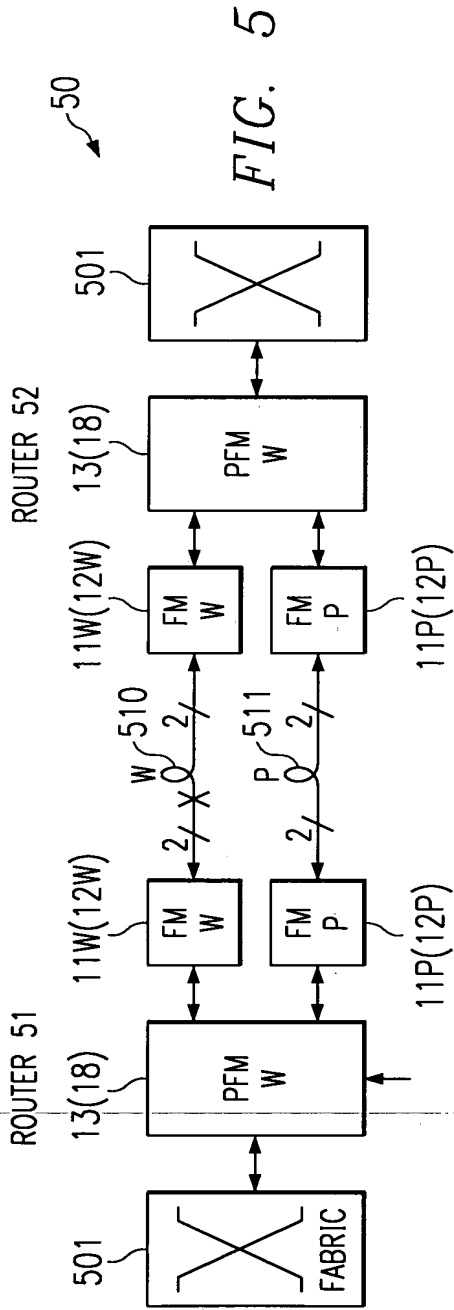 FIG. 5
50
ROUTER 51
ROUTER 52
501
13(18)
11W(12W)
W
510
11W(12W)
13(18)
501
FABRIC
PFM
W
FM
W
2
X
2
FM
W
PFM
W
P
511
FM
P
2
2
FM
P
11P(12P)
11P(12P)